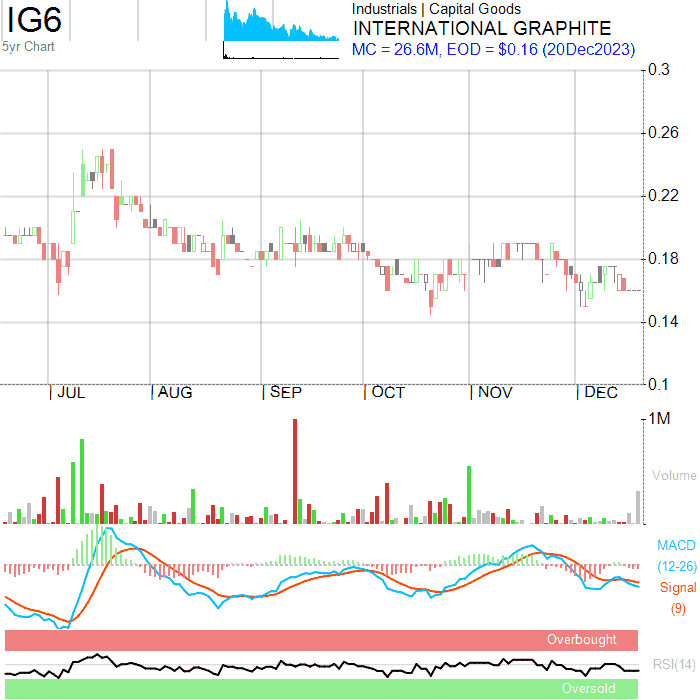 IG6
5yr Chart
Industrials | Capital Goods
INTERNATIONAL GRAPHITE
MC = 26.6M, EOD = $0.16 (20Dec2023)
0.3
0.26
0.22
0.18
0.14
0.1
| JUL | AUG | SEP | OCT | NOV | DEC
1M
Volume
MACD
(12-26)
Signal
(9)
Overbought
RSI(14)
Oversold